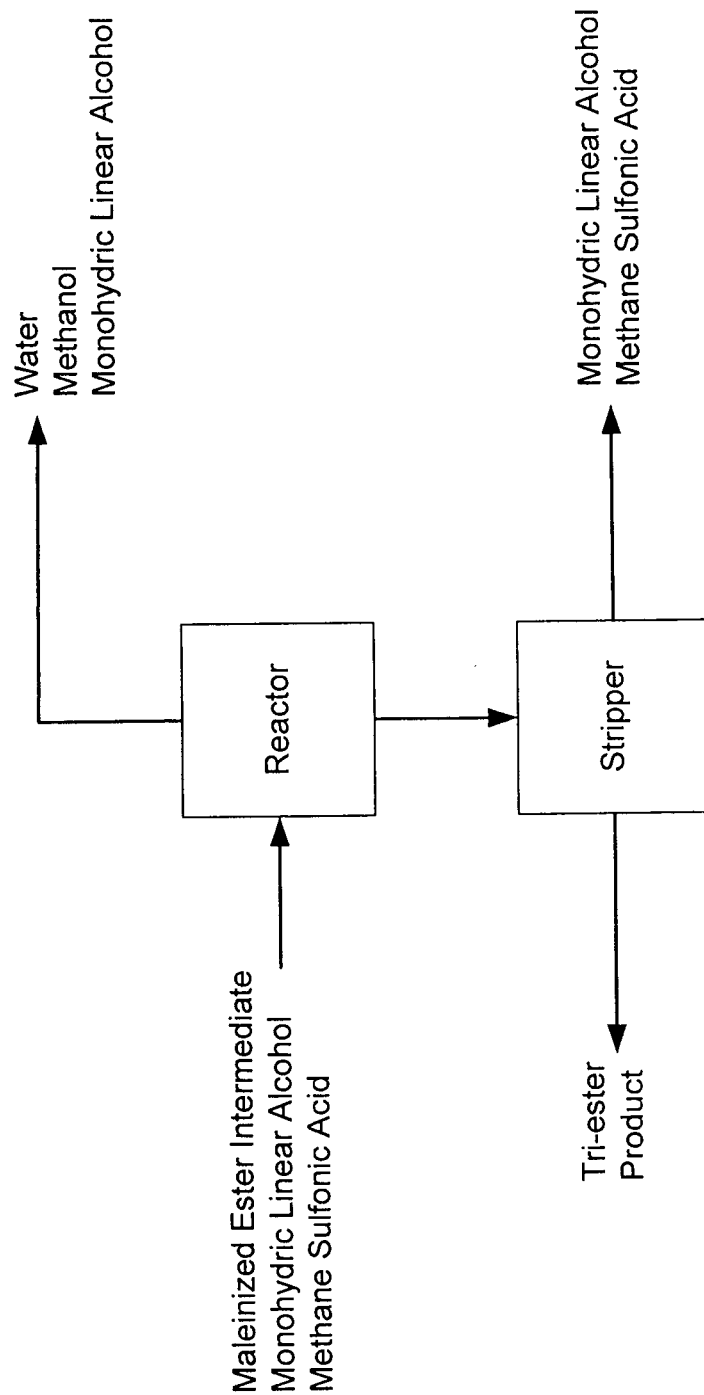 Water
Methanol
Monohydric Linear Alcohol
Maleinized Ester Intermediate
Monohydric Linear Alcohol
Methane Sulfonic Acid
Reactor
Tri-ester
Product
Stripper
Monohydric Linear Alcohol
Methane Sulfonic Acid